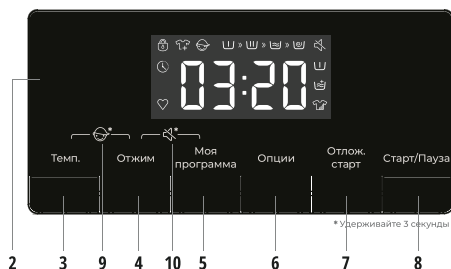 03:20
* *
Темп. Отжим Моя программа Опции Отлож. старт Старт/Пауза
* Удерживайте 3 секунды
2 3 9 4 10 5 6 7 8